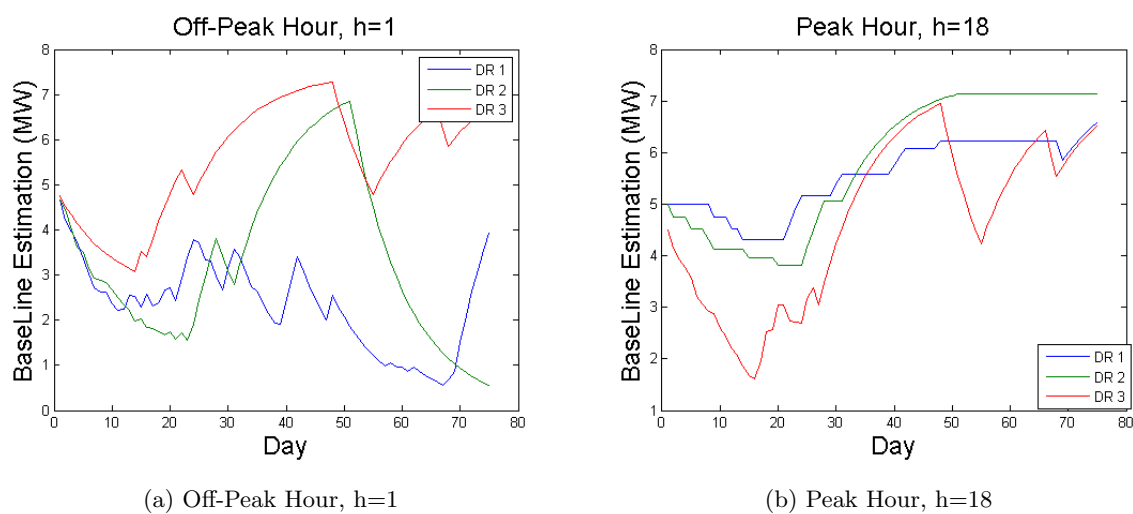 Off-Peak Hour, h=1
BaseLine Estimation (MW)
8
7
6
5
4
3
2
1
0
0 10 20 30 40 50 60 70 80
Day
DR 1
DR 2
DR 3
(a) Off-Peak Hour, h=1
Peak Hour, h=18
BaseLine Estimation (MW)
8
7
6
5
4
3
2
1
0 10 20 30 40 50 60 70 80
Day
DR 1
DR 2
DR 3
(b) Peak Hour, h=18